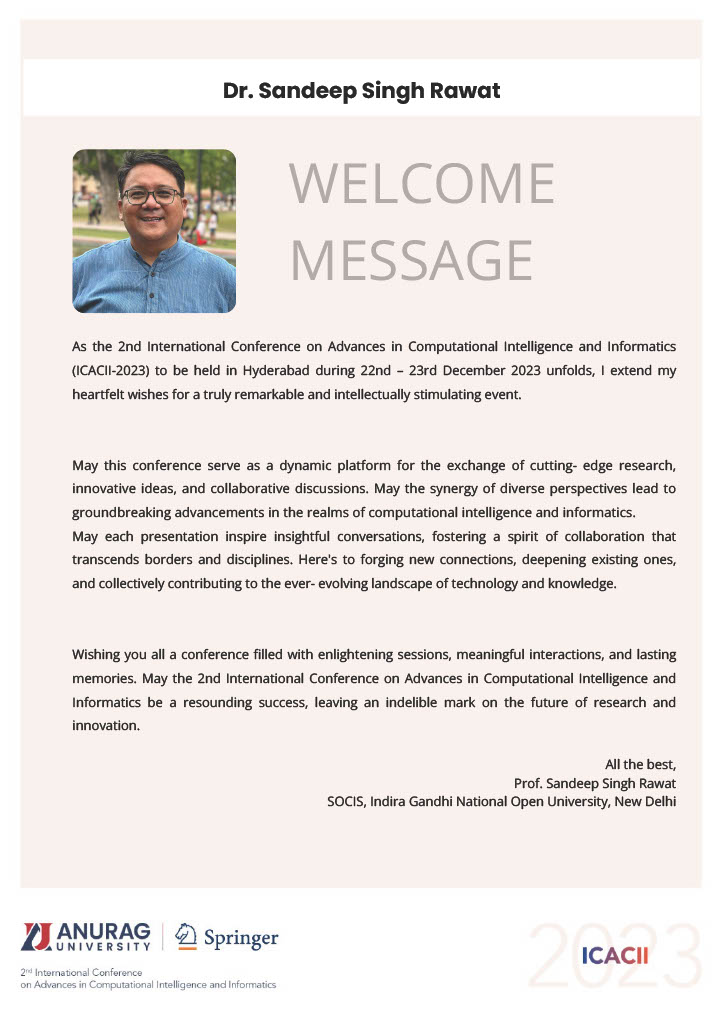 Dr. Sandeep Singh Rawat
WELCOME
MESSAGE
As the 2nd International Conference on Advances in Computational Intelligence and Informatics
(ICACII-2023) to be held in Hyderabad during 22nd – 23rd December 2023 unfolds, I extend my
heartfelt wishes for a truly remarkable and intellectually stimulating event.
May this conference serve as a dynamic platform for the exchange of cutting- edge research,
innovative ideas, and collaborative discussions. May the synergy of diverse perspectives lead to
groundbreaking advancements in the realms of computational intelligence and informatics.
May each presentation inspire insightful conversations, fostering a spirit of collaboration that
transcends borders and disciplines. Here's to forging new connections, deepening existing ones,
and collectively contributing to the ever- evolving landscape of technology and knowledge.
Wishing you all a conference filled with enlightening sessions, meaningful interactions, and lasting
memories. May the 2nd International Conference on Advances in Computational Intelligence and
Informatics be a resounding success, leaving an indelible mark on the future of research and
innovation.
All the best,
Prof. Sandeep Singh Rawat
SOCIS, Indira Gandhi National Open University, New Delhi
ANURAG
UNIVERSITY
Springer
2nd International Conference
on Advances in Computational Intelligence and Informatics
2023
ICACII